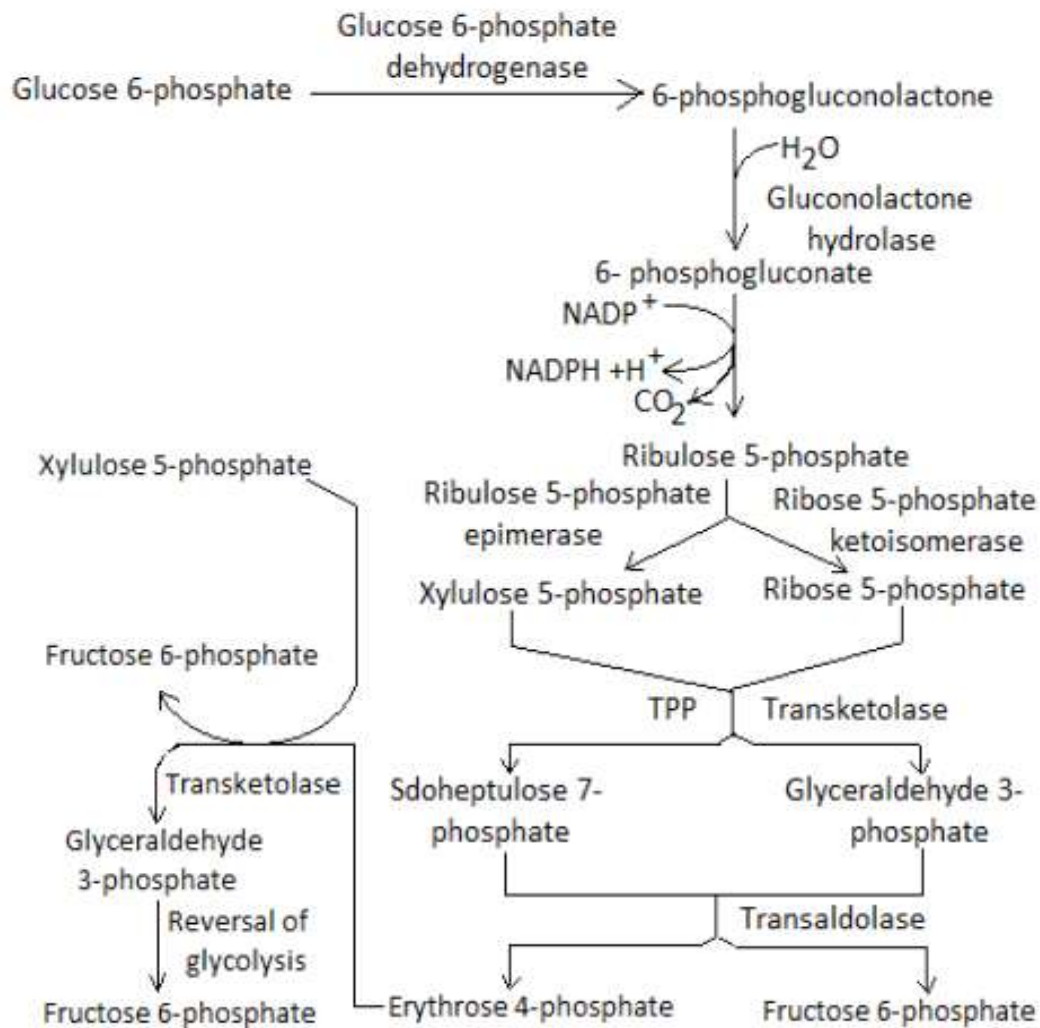 Glucose 6-phosphate
dehydrogenase
Glucose 6-phosphate
6-phosphogluconolactone
H2O
Gluconolactone
hydrolase
6- phosphogluconate
NADP+
NADPH +H+
CO2
Ribulose 5-phosphate
Xylulose 5-phosphate
Ribulose 5-phosphate
epimerase
Ribose 5-phosphate
ketoisomerase
Xylulose 5-phosphate
Ribose 5-phosphate
Fructose 6-phosphate
TPP
Transketolase
Transketolase
Sdoheptulose 7-
phosphate
Glyceraldehyde 3-
phosphate
Glyceraldehyde
3-phosphate
Reversal of
glycolysis
Transaldolase
Fructose 6-phosphate
Erythrose 4-phosphate
Fructose 6-phosphate